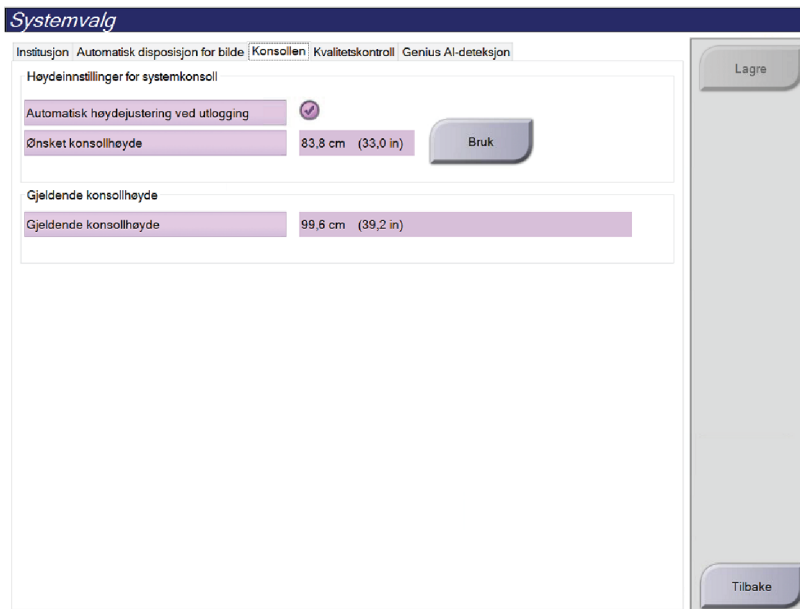 Systemvalg
Institusjon Automatisk disposisjon for bilde Konsollen Kvalitetskontroll Genius AI-deteksjon
Høydeinnstillinger for systemkonsoll
Automatisk høydejustering ved utlogging
Ønsket konsollhøyde 83,8 cm (33,0 in) Bruk
Gjeldende konsollhøyde
Gjeldende konsollhøyde 99,6 cm (39,2 in)
Lagre
Tilbake